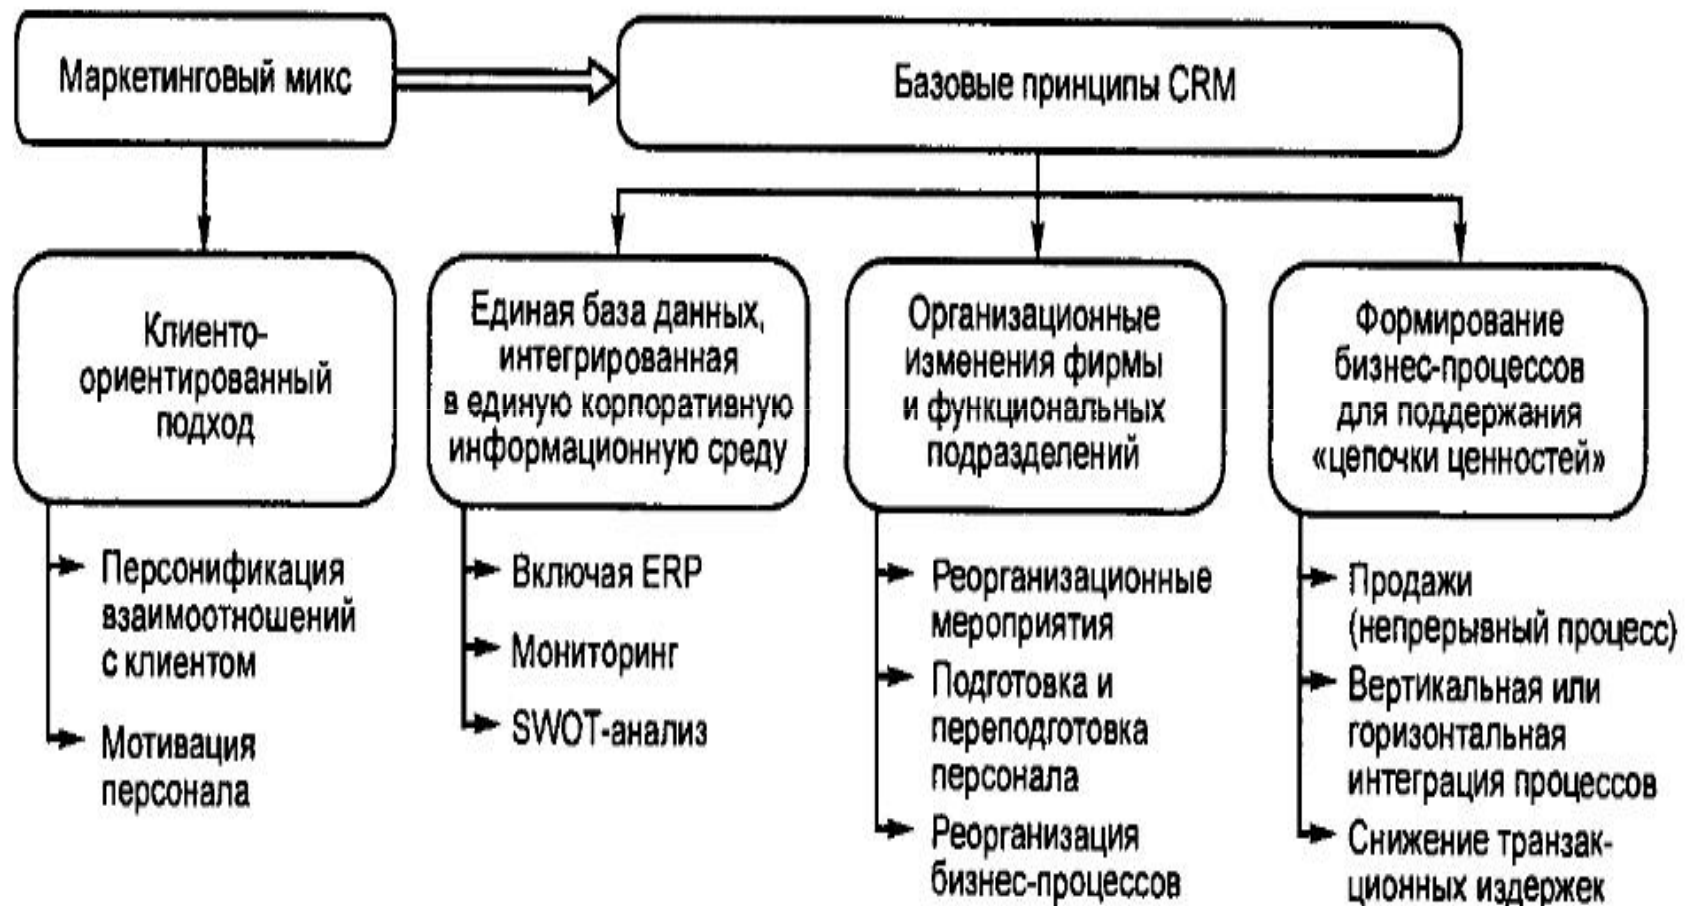 Маркетинговый микс
Базовые принципы CRM
Клиенто-
ориентированный
подход
Персонификация
взаимоотношений
с клиентом
Мотивация
персонала
Единая база данных,
интегрированная
в единую корпоративную
информационную среду
Включая ERP
Мониторинг
SWOT-анализ
Организационные
изменения фирмы
и функциональных
подразделений
Реорганизационные
мероприятия
Подготовка и
переподготовка
персонала
Реорганизация
бизнес-процессов
Формирование
бизнес-процессов
для поддержания
«цепочки ценностей»
Продажи
(непрерывный процесс)
Вертикальная или
горизонтальная
интеграция процессов
Снижение транзак-
ционных издержек